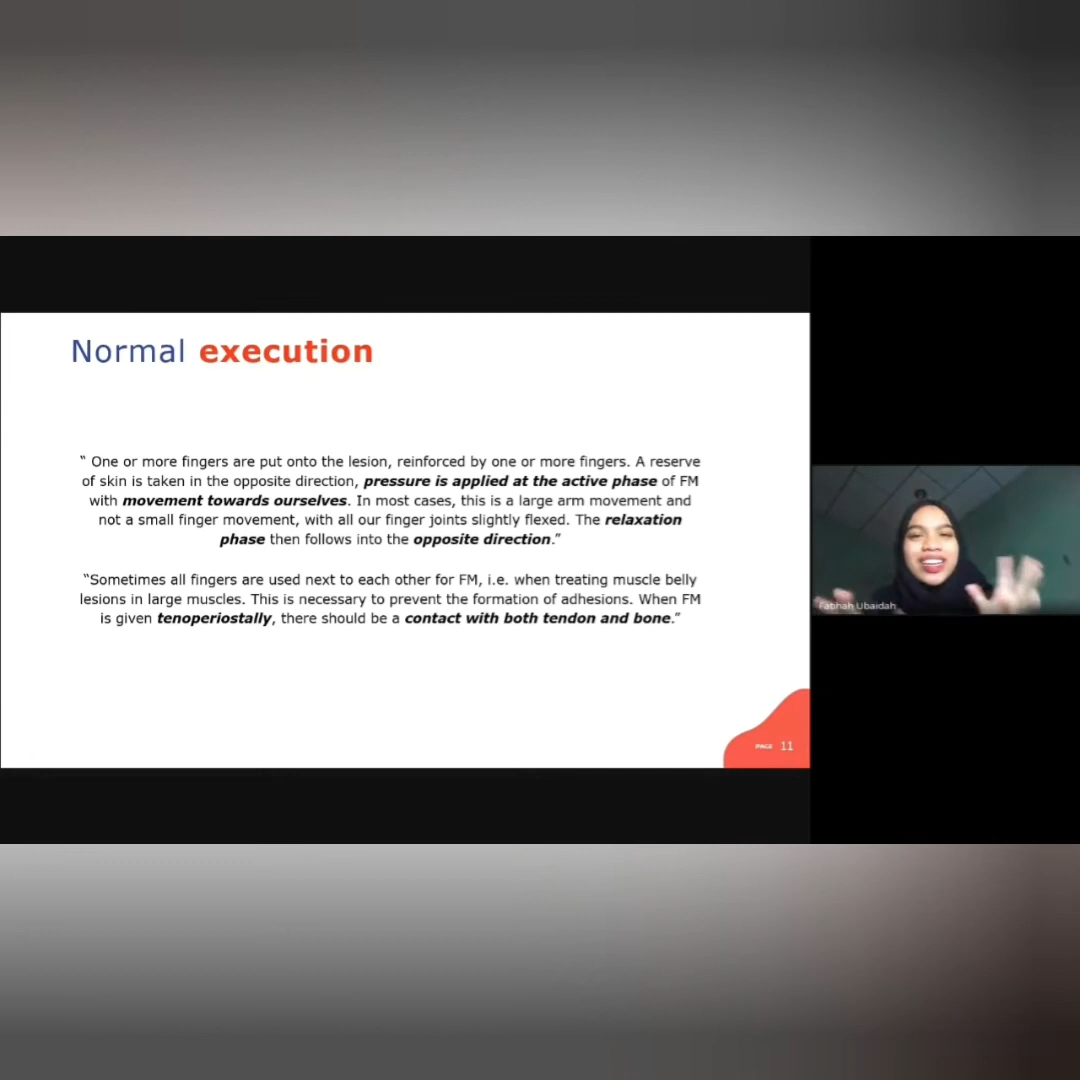 Normal execution
“ One or more fingers are put onto the lesion, reinforced by one or more fingers. A reserve
of skin is taken in the opposite direction, pressure is applied at the active phase of FM
with movement towards ourselves. In most cases, this is a large arm movement and
not a small finger movement, with all our finger joints slightly flexed. The relaxation
phase then follows into the opposite direction.”
“Sometimes all fingers are used next to each other for FM, i.e. when treating muscle belly
lesions in large muscles. This is necessary to prevent the formation of adhesions. When FM
is given tenoperiostally, there should be a contact with both tendon and bone.”
PAGE 11
Fatihah Ubaidah